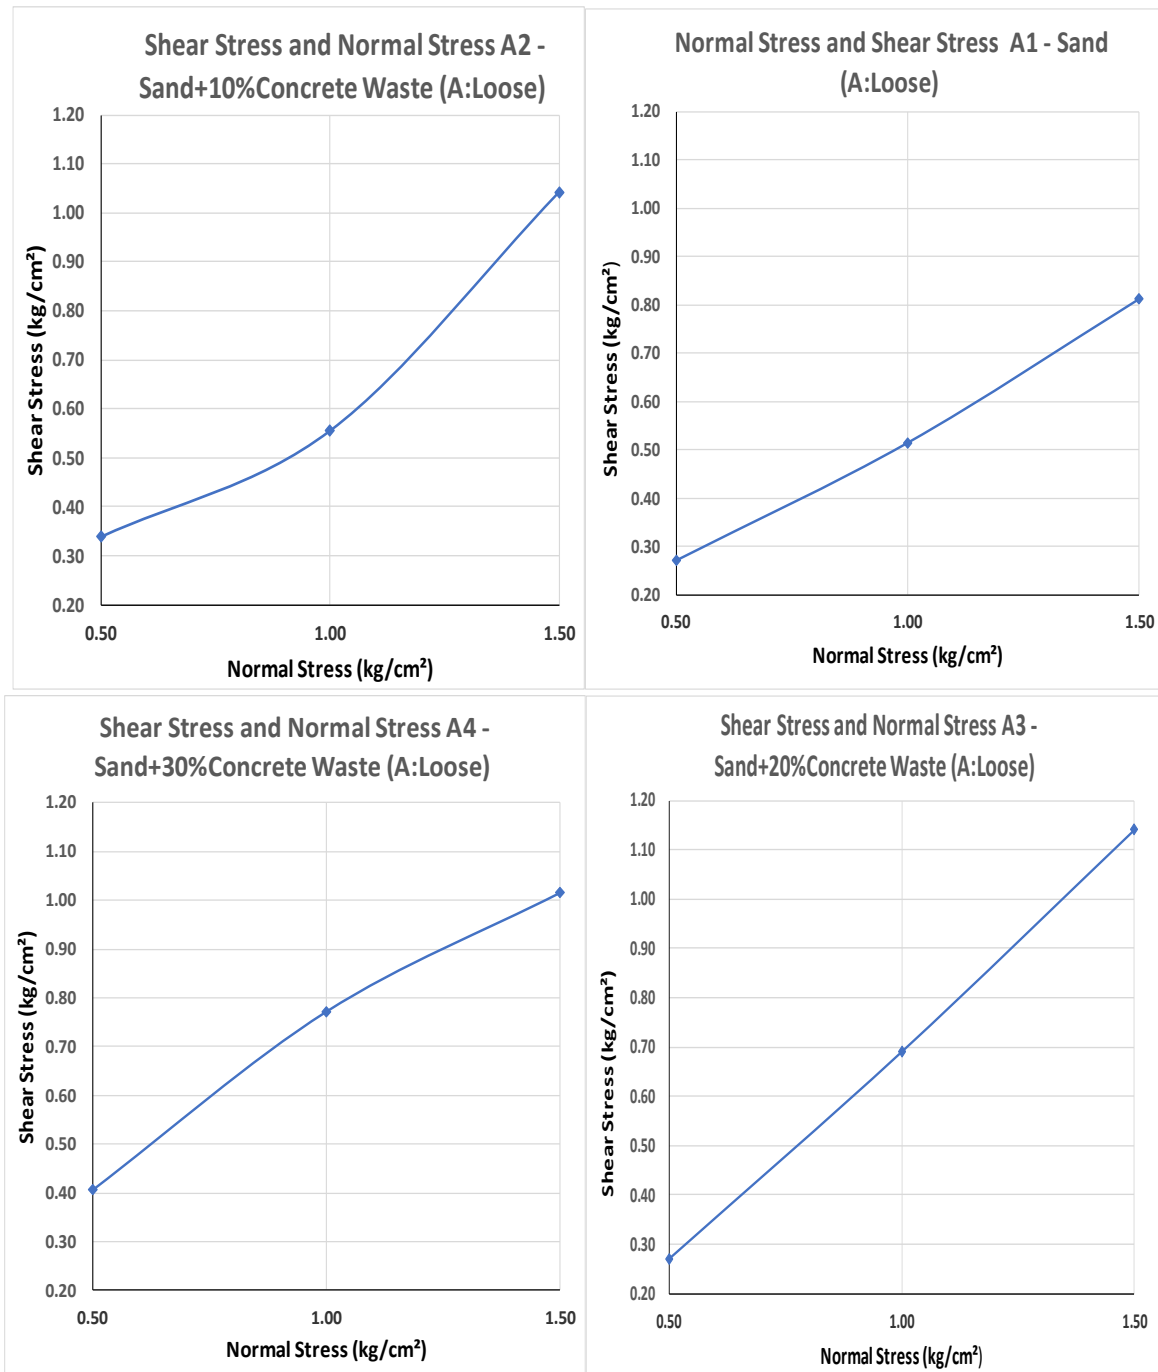 Shear Stress and Normal Stress A2 -
Sand+10%Concrete Waste (A:Loose)
1.20
1.10
1.00
0.90
0.80
0.70
0.60
0.50
0.40
0.30
0.20
Shear Stress (kg/cm²)
0.50 1.00 1.50
Normal Stress (kg/cm²)
Normal Stress and Shear Stress A1 - Sand
(A:Loose)
1.20
1.10
1.00
0.90
0.80
0.70
0.60
0.50
0.40
0.30
0.20
Shear Stress (kg/cm²)
0.50 1.00 1.50
Normal Stress (kg/cm²)
Shear Stress and Normal Stress A4 -
Sand+30%Concrete Waste (A:Loose)
1.20
1.10
1.00
0.90
0.80
0.70
0.60
0.50
0.40
0.30
0.20
Shear Stress (kg/cm²)
0.50 1.00 1.50
Normal Stress (kg/cm²)
Shear Stress and Normal Stress A3 -
Sand+20%Concrete Waste (A:Loose)
1.20
1.10
1.00
0.90
0.80
0.70
0.60
0.50
0.40
0.30
0.20
Shear Stress (kg/cm²)
0.50 1.00 1.50
Normal Stress (kg/cm²)